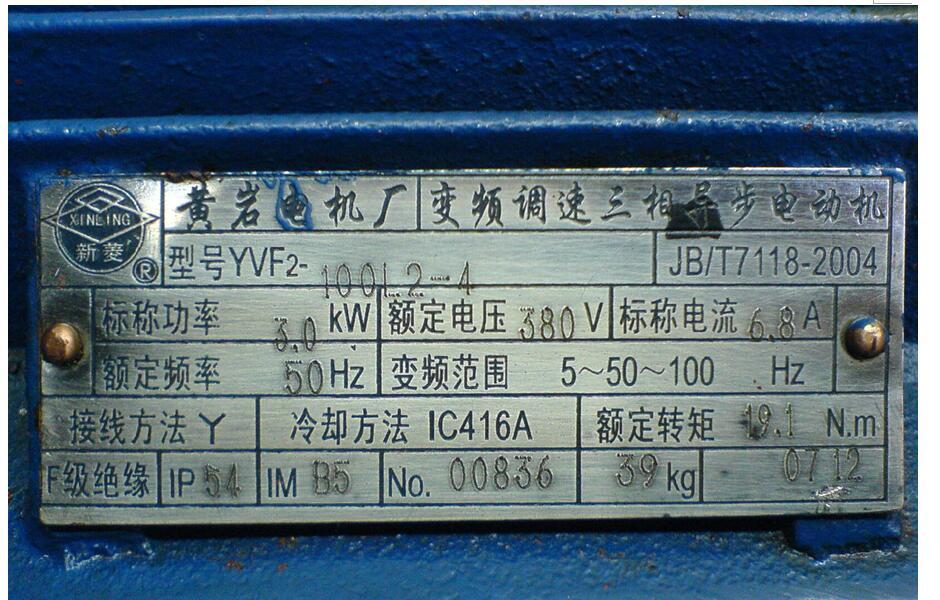 XINLING 新菱 ®
黄岩电机厂 变频调速三相异步电动机
型号YVF2-100L2-4 JB/T7118-2004
标称功率 3.0 kW 额定电压 380 V 标称电流 6.8 A
额定频率 50 Hz 变频范围 5～50～100 Hz
接线方法 Y 冷却方法 IC416A 额定转矩 19.1 N.m
F级绝缘 IP 54 IM B5 No. 00836 39 kg 07 12